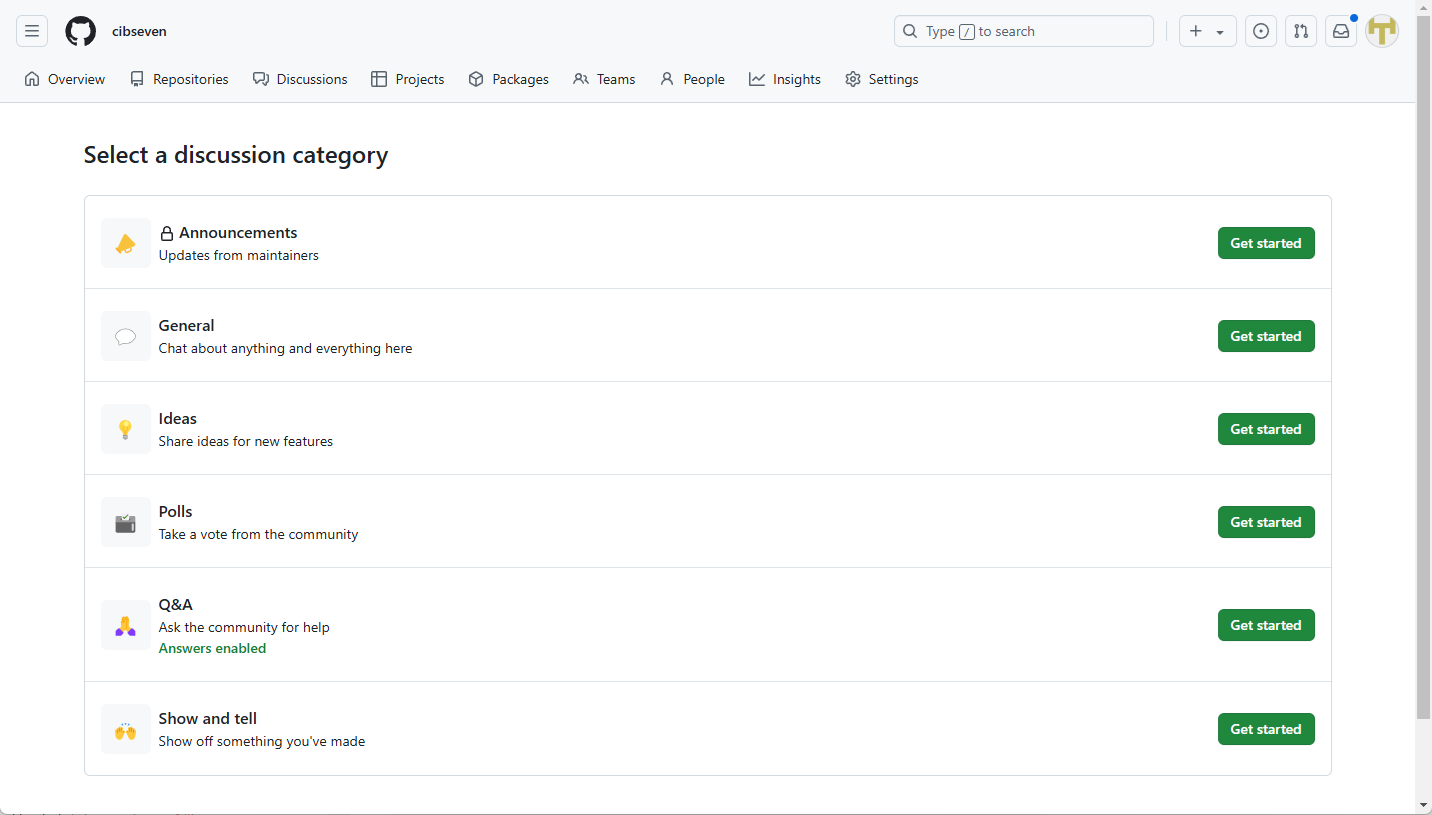 cibseven
Type / to search
Overview Repositories Discussions Projects Packages Teams People Insights Settings
Select a discussion category
Announcements
Updates from maintainers
Get started
General
Chat about anything and everything here
Get started
Ideas
Share ideas for new features
Get started
Polls
Take a vote from the community
Get started
Q&A
Ask the community for help
Answers enabled
Get started
Show and tell
Show off something you've made
Get started